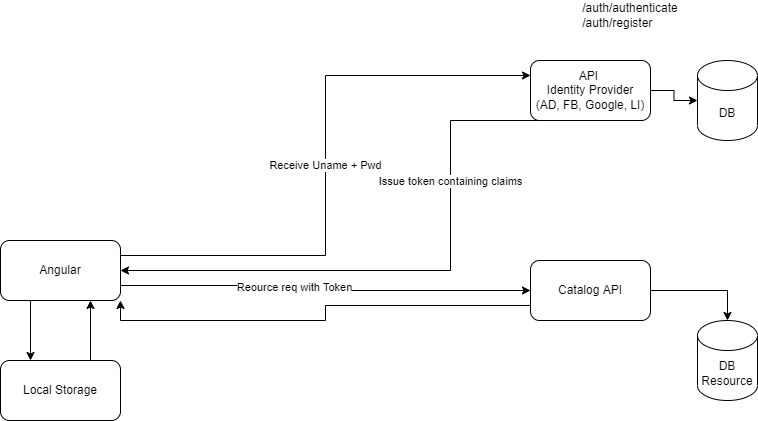 /auth/authenticate
/auth/register
API
Identity Provider
(AD, FB, Google, LI)
DB
Receive Uname + Pwd
Issue token containing claims
Angular
Reource req with Token
Catalog API
DB
Resource
Local Storage